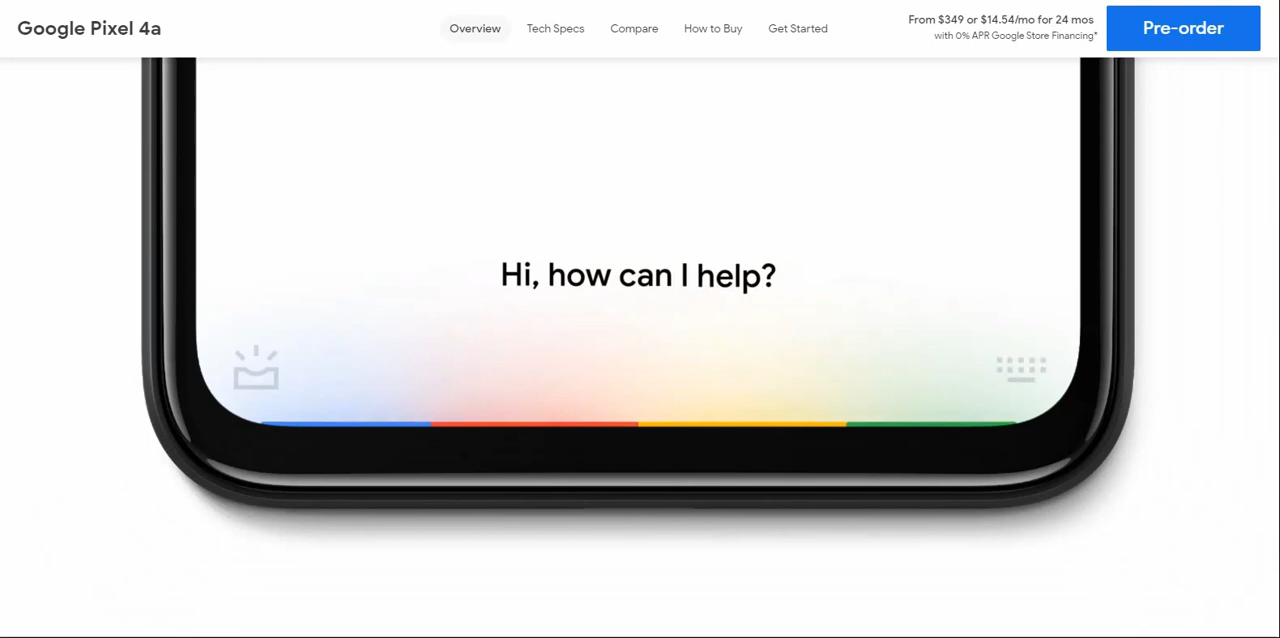 Google Pixel 4a
Overview
Tech Specs
Compare
How to Buy
Get Started
From $349 or $14.54/mo for 24 mos
with 0% APR Google Store Financing*
Pre-order
Hi, how can I help?